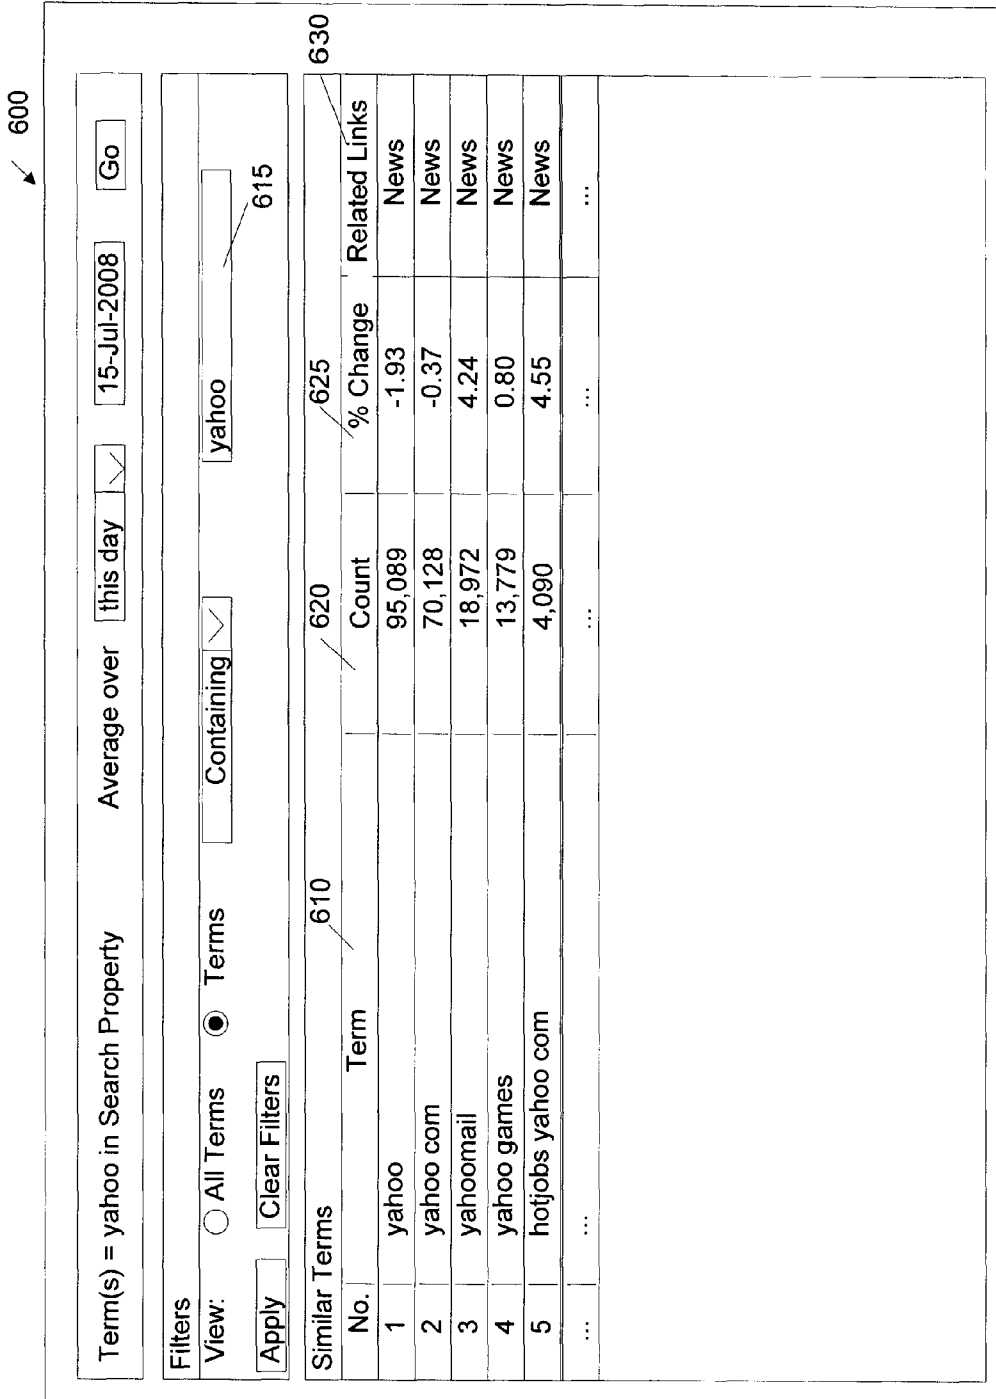 600
Term(s) = yahoo in Search Property Average over this day 15-Jul-2008 Go
Filters
View: All Terms Terms Containing yahoo
615
Apply Clear Filters
Similar Terms 610 620 625 630
No. Term Count % Change Related Links
1 yahoo 95,089 -1.93 News
2 yahoo com 70,128 -0.37 News
3 yahoomail 18,972 4.24 News
4 yahoo games 13,779 0.80 News
5 hotjobs yahoo com 4,090 4.55 News
... ... ... ... ...